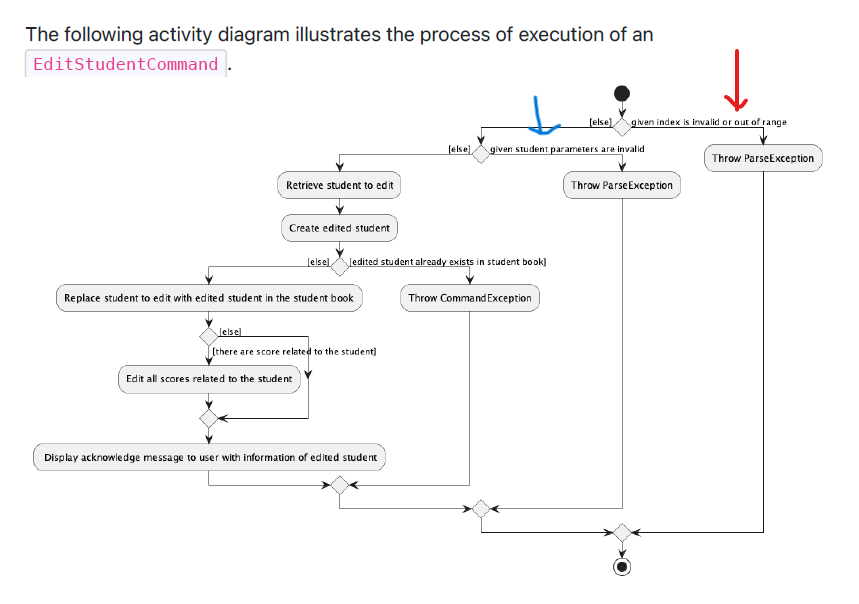 The following activity diagram illustrates the process of execution of an
EditStudentCommand.
[else] given index is invalid or out of range
[else] given student parameters are invalid
Throw ParseException
Retrieve student to edit
Throw ParseException
Create edited student
[else] [edited student already exists in student book]
Replace student to edit with edited student in the student book
Throw CommandException
[else]
[there are score related to the student]
Edit all scores related to the student
Display acknowledge message to user with information of edited student